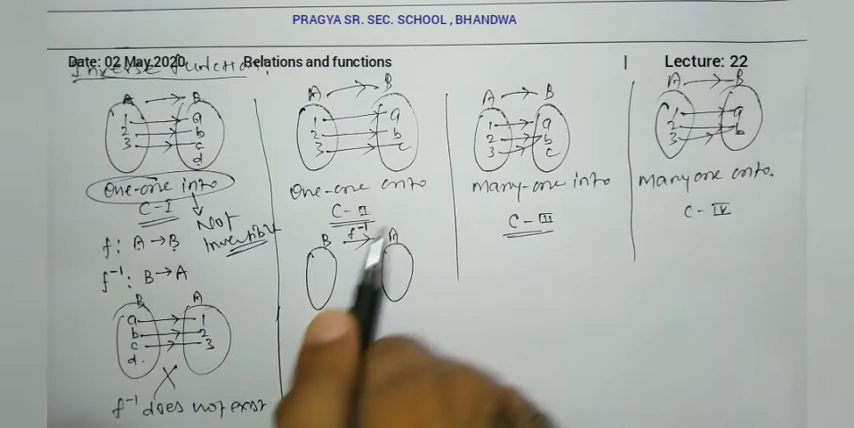 PRAGYA SR. SEC. SCHOOL , BHANDWA
Date: 02 May.2020 Relations and functions | Lecture: 22
Inverse function.
A → B
1 a
2 b
3 c
d
One-one into
C-I
Not Invertible
f: A→B
f⁻¹: B→A
B A
a 1
b 2
c 3
d.
f⁻¹ does not exist
A → B
1 a
2 b
3 c
One-one onto
C-II
B f⁻¹→ A
A → B
1 a
2 b
3 c
Many-one into
C-III
A → B
1 a
2 b
3
Many one onto.
C-IV